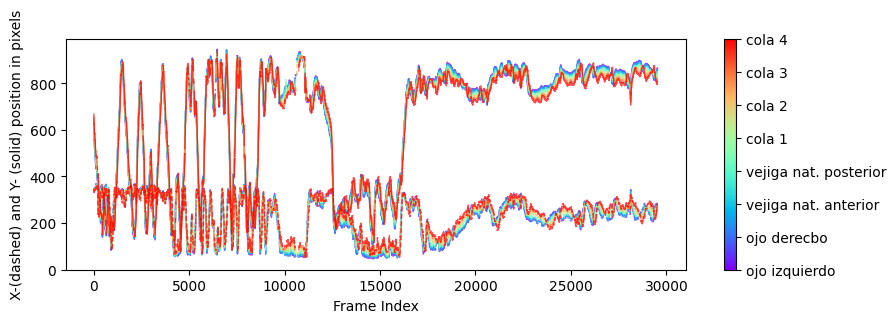 X-(dashed) and Y- (solid) position in pixels
800
600
400
200
0
0
5000
10000
15000
20000
25000
30000
Frame Index
cola 4
cola 3
cola 2
cola 1
vejiga nat. posterior
vejiga nat. anterior
ojo derecbo
ojo izquierdo